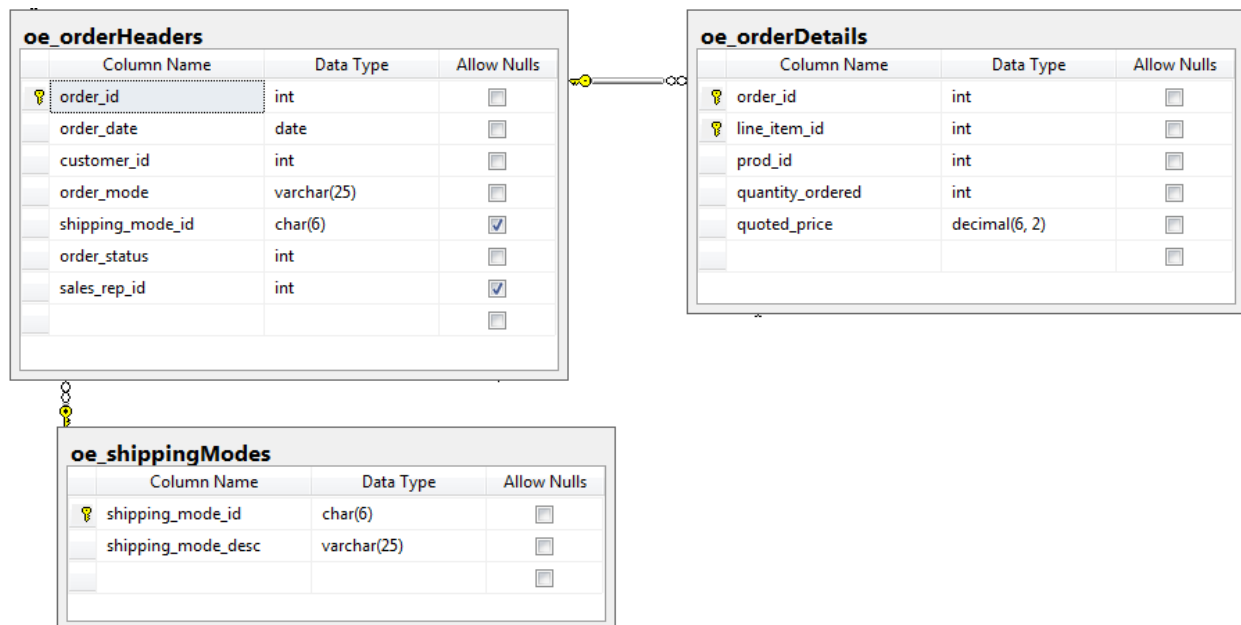 oe_orderHeaders
Column Name Data Type Allow Nulls
order_id int
order_date date
customer_id int
order_mode varchar(25)
shipping_mode_id char(6)
order_status int
sales_rep_id int
oe_orderDetails
Column Name Data Type Allow Nulls
order_id int
line_item_id int
prod_id int
quantity_ordered int
quoted_price decimal(6, 2)
oe_shippingModes
Column Name Data Type Allow Nulls
shipping_mode_id char(6)
shipping_mode_desc varchar(25)